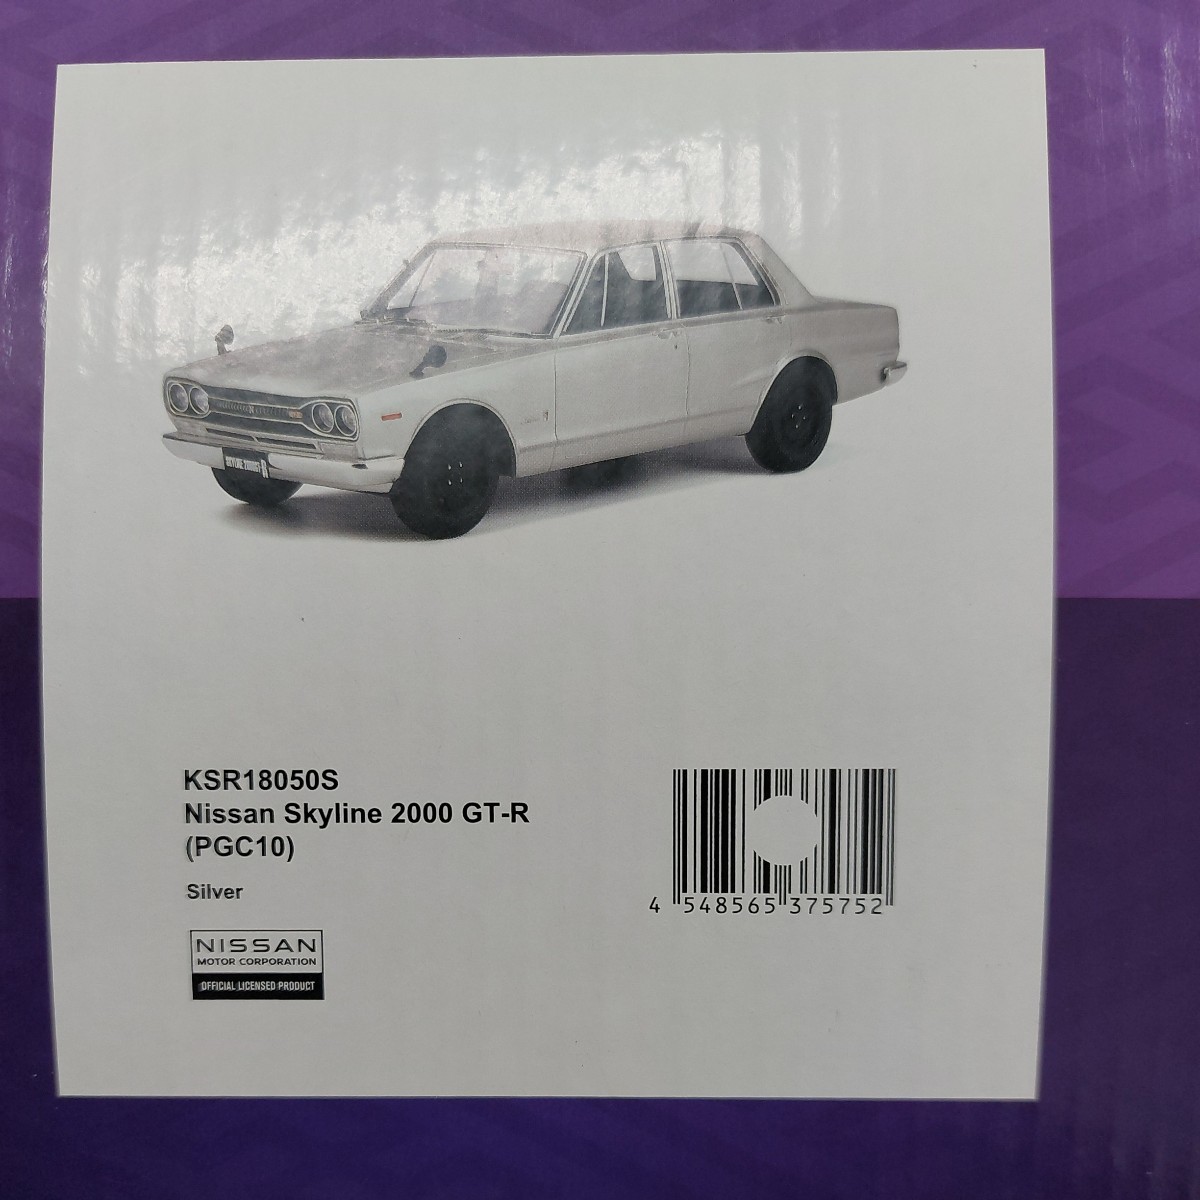 KSR18050S
Nissan Skyline 2000 GT-R
(PGC10)
Silver
NISSAN
MOTOR CORPORATION
OFFICIAL LICENSED PRODUCT
4 548565 375752